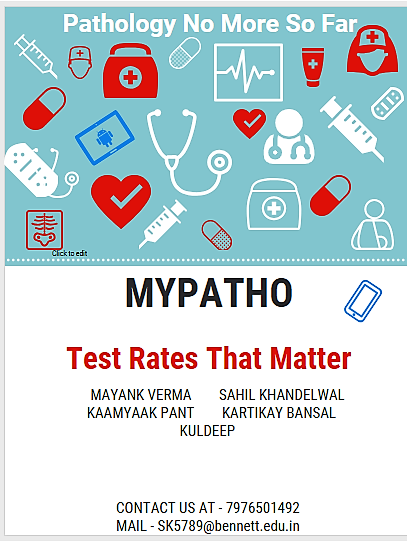 Pathology No More So Far
Click to edit
MYPATHO
Test Rates That Matter
MAYANK VERMA SAHIL KHANDELWAL
KAAMYAAK PANT KARTIKAY BANSAL
KULDEEP
CONTACT US AT - 7976501492
MAIL - SK5789@bennett.edu.in